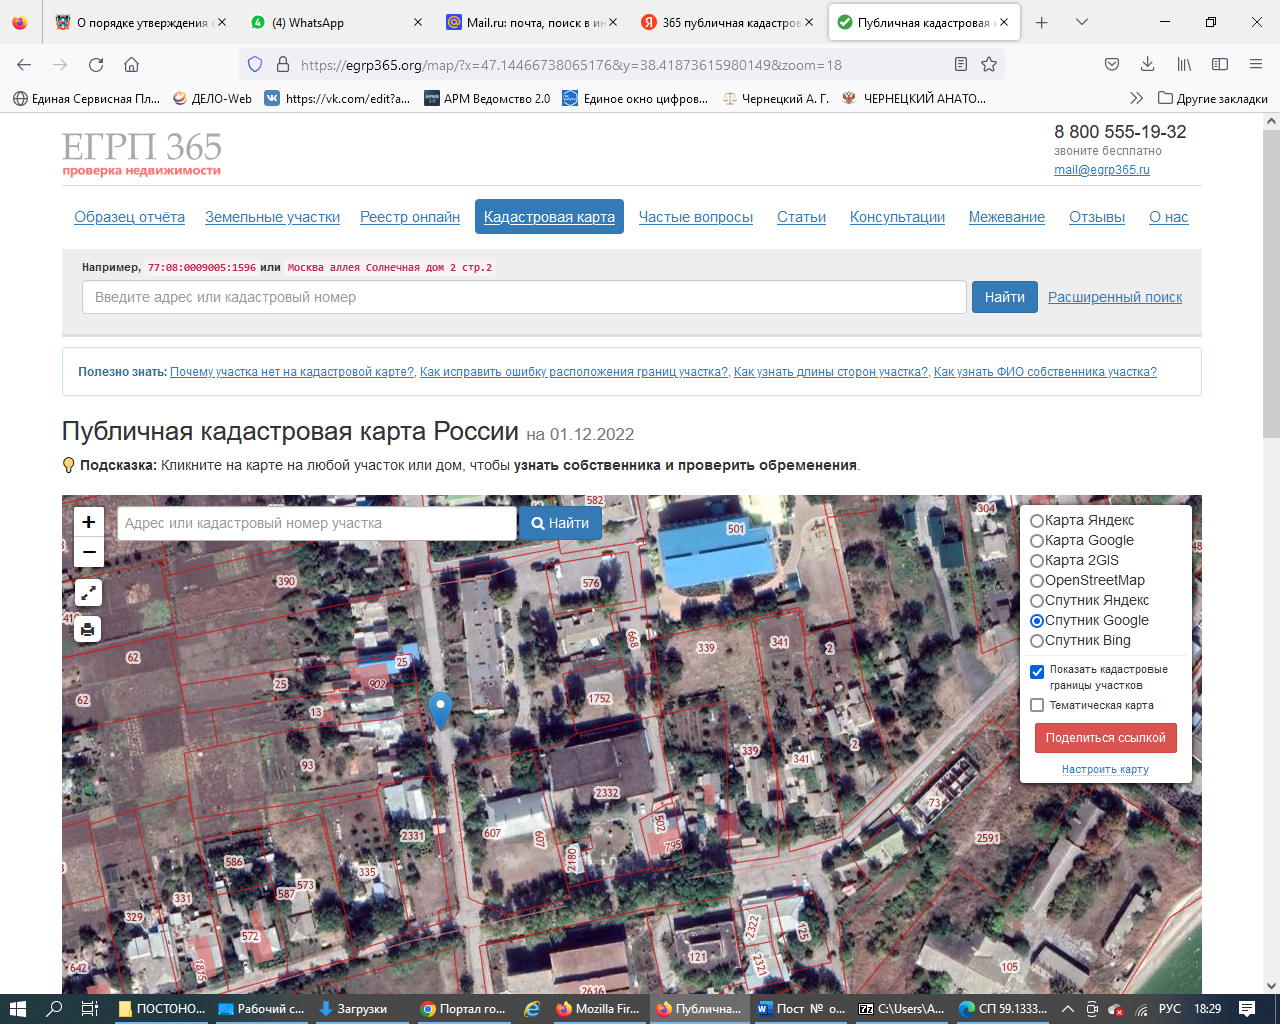 О порядке утверждения с
(4) WhatsApp
Mail.ru: почта, поиск в ин
365 публичная кадастров
Публичная кадастровая к
https://egrp365.org/map/?x=47.14466738065176&y=38.41873615980149&zoom=18
Единая Сервисная Пл...
ДЕЛО-Web
https://vk.com/edit?a...
АРМ Ведомство 2.0
Единое окно цифров...
Чернецкий А. Г.
ЧЕРНЕЦКИЙ АНАТО...
Другие закладки
ЕГРП 365
проверка недвижимости
8 800 555-19-32
звоните бесплатно
mail@egrp365.ru
Образец отчёта Земельные участки Реестр онлайн Кадастровая карта Частые вопросы Статьи Консультации Межевание Отзывы О нас
Например, 77:08:0009005:1596 или Москва аллея Солнечная дом 2 стр.2
Введите адрес или кадастровый номер
Найти
Расширенный поиск
Полезно знать: Почему участка нет на кадастровой карте?, Как исправить ошибку расположения границ участка?, Как узнать длины сторон участка?, Как узнать ФИО собственника участка?
Публичная кадастровая карта России на 01.12.2022
Подсказка: Кликните на карте на любой участок или дом, чтобы узнать собственника и проверить обременения.
+
−
Адрес или кадастровый номер участка
Найти
Карта Яндекс
Карта Google
Карта 2GIS
OpenStreetMap
Спутник Яндекс
Спутник Google
Спутник Bing
Показать кадастровые
границы участков
Тематическая карта
Поделиться ссылкой
Настроить карту
582
304
501
48
390
576
62
668
339
341
2
25
902
25
62
13
1752
93
339
341
2
2332
73
607
607
502
2331
795
2591
2180
586
335
573
587
331
329
572
2322
125
121
2321
642
1875
105
2616
ПОСТОНО...
Рабочий с...
Загрузки
Портал го...
Mozilla Fir...
Публична...
Пост № о...
C:\Users\A...
СП 59.1333...
РУС
18:29